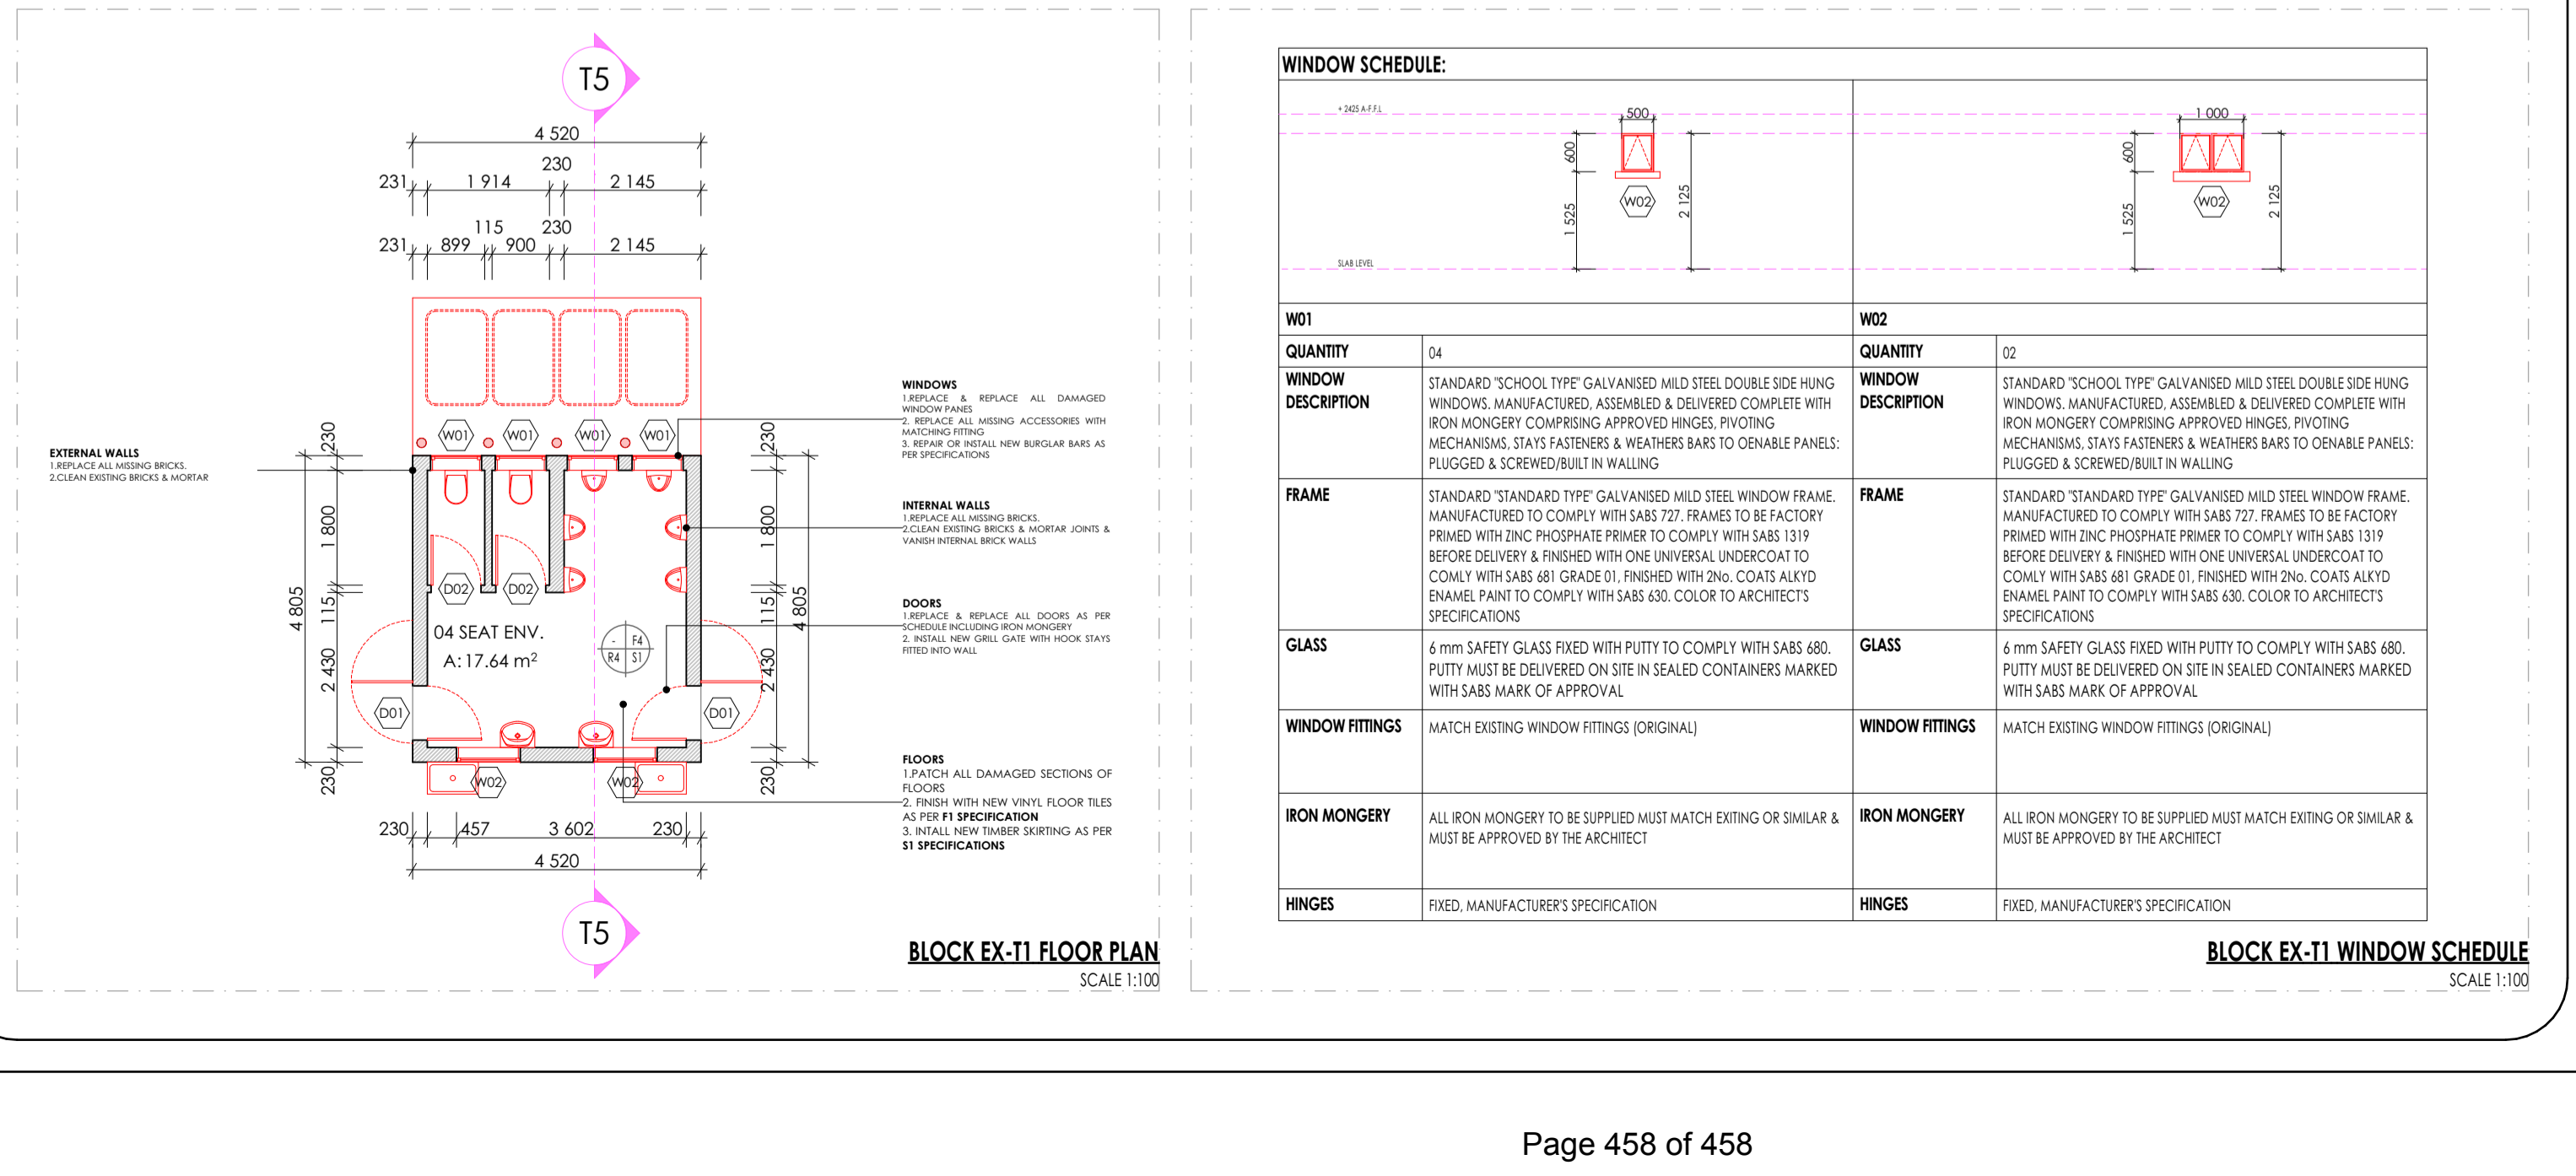 T5
4 520
230
231
1 914
2 145
115
230
231
899
900
2 145
WINDOWS
1.REPLACE & REPLACE ALL DAMAGED
WINDOW PANES
2. REPLACE ALL MISSING ACCESSORIES WITH
MATCHING FITTING
3. REPAIR OR INSTALL NEW BURGLAR BARS AS
PER SPECIFICATIONS
W01
W01
W01
W01
230
230
EXTERNAL WALLS
1.REPLACE ALL MISSING BRICKS.
2.CLEAN EXISTING BRICKS & MORTAR
INTERNAL WALLS
1.REPLACE ALL MISSING BRICKS.
2.CLEAN EXISTING BRICKS & MORTAR JOINTS &
VANISH INTERNAL BRICK WALLS
1 800
1 800
D02
D02
4 805
115
115
4 805
DOORS
1.REPLACE & REPLACE ALL DOORS AS PER
SCHEDULE INCLUDING IRON MONGERY
2. INSTALL NEW GRILL GATE WITH HOOK STAYS
FITTED INTO WALL
04 SEAT ENV.
A: 17.64 m²
- F4
R4 S1
2 430
2 430
D01
D01
FLOORS
1.PATCH ALL DAMAGED SECTIONS OF
FLOORS
2. FINISH WITH NEW VINYL FLOOR TILES
AS PER F1 SPECIFICATION
3. INTALL NEW TIMBER SKIRTING AS PER
S1 SPECIFICATIONS
230
W02
W02
230
230
457
3 602
230
4 520
T5
BLOCK EX-T1 FLOOR PLAN
SCALE 1:100
WINDOW SCHEDULE:
+ 2425 A-F.F.L
500
600
W02
1 525
2 125
SLAB LEVEL
1 000
600
W02
1 525
2 125
W01
QUANTITY
04
WINDOW
DESCRIPTION
STANDARD "SCHOOL TYPE" GALVANISED MILD STEEL DOUBLE SIDE HUNG
WINDOWS. MANUFACTURED, ASSEMBLED & DELIVERED COMPLETE WITH
IRON MONGERY COMPRISING APPROVED HINGES, PIVOTING
MECHANISMS, STAYS FASTENERS & WEATHERS BARS TO OENABLE PANELS:
PLUGGED & SCREWED/BUILT IN WALLING
FRAME
STANDARD "STANDARD TYPE" GALVANISED MILD STEEL WINDOW FRAME.
MANUFACTURED TO COMPLY WITH SABS 727. FRAMES TO BE FACTORY
PRIMED WITH ZINC PHOSPHATE PRIMER TO COMPLY WITH SABS 1319
BEFORE DELIVERY & FINISHED WITH ONE UNIVERSAL UNDERCOAT TO
COMLY WITH SABS 681 GRADE 01, FINISHED WITH 2No. COATS ALKYD
ENAMEL PAINT TO COMPLY WITH SABS 630. COLOR TO ARCHITECT'S
SPECIFICATIONS
GLASS
6 mm SAFETY GLASS FIXED WITH PUTTY TO COMPLY WITH SABS 680.
PUTTY MUST BE DELIVERED ON SITE IN SEALED CONTAINERS MARKED
WITH SABS MARK OF APPROVAL
WINDOW FITTINGS
MATCH EXISTING WINDOW FITTINGS (ORIGINAL)
IRON MONGERY
ALL IRON MONGERY TO BE SUPPLIED MUST MATCH EXITING OR SIMILAR &
MUST BE APPROVED BY THE ARCHITECT
HINGES
FIXED, MANUFACTURER'S SPECIFICATION
W02
QUANTITY
02
WINDOW
DESCRIPTION
STANDARD "SCHOOL TYPE" GALVANISED MILD STEEL DOUBLE SIDE HUNG
WINDOWS. MANUFACTURED, ASSEMBLED & DELIVERED COMPLETE WITH
IRON MONGERY COMPRISING APPROVED HINGES, PIVOTING
MECHANISMS, STAYS FASTENERS & WEATHERS BARS TO OENABLE PANELS:
PLUGGED & SCREWED/BUILT IN WALLING
FRAME
STANDARD "STANDARD TYPE" GALVANISED MILD STEEL WINDOW FRAME.
MANUFACTURED TO COMPLY WITH SABS 727. FRAMES TO BE FACTORY
PRIMED WITH ZINC PHOSPHATE PRIMER TO COMPLY WITH SABS 1319
BEFORE DELIVERY & FINISHED WITH ONE UNIVERSAL UNDERCOAT TO
COMLY WITH SABS 681 GRADE 01, FINISHED WITH 2No. COATS ALKYD
ENAMEL PAINT TO COMPLY WITH SABS 630. COLOR TO ARCHITECT'S
SPECIFICATIONS
GLASS
6 mm SAFETY GLASS FIXED WITH PUTTY TO COMPLY WITH SABS 680.
PUTTY MUST BE DELIVERED ON SITE IN SEALED CONTAINERS MARKED
WITH SABS MARK OF APPROVAL
WINDOW FITTINGS
MATCH EXISTING WINDOW FITTINGS (ORIGINAL)
IRON MONGERY
ALL IRON MONGERY TO BE SUPPLIED MUST MATCH EXITING OR SIMILAR &
MUST BE APPROVED BY THE ARCHITECT
HINGES
FIXED, MANUFACTURER'S SPECIFICATION
BLOCK EX-T1 WINDOW SCHEDULE
SCALE 1:100
Page 458 of 458